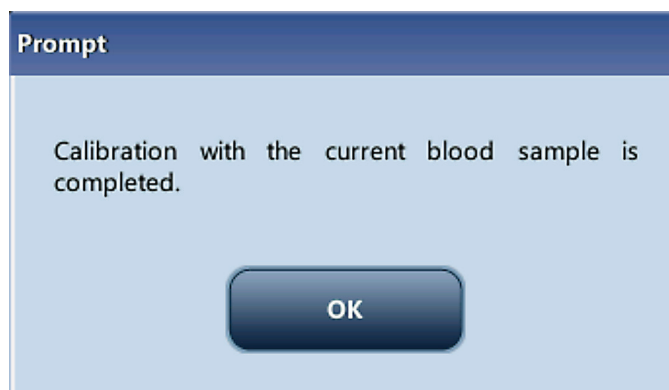 Prompt
Calibration with the current blood sample is
completed.
OK